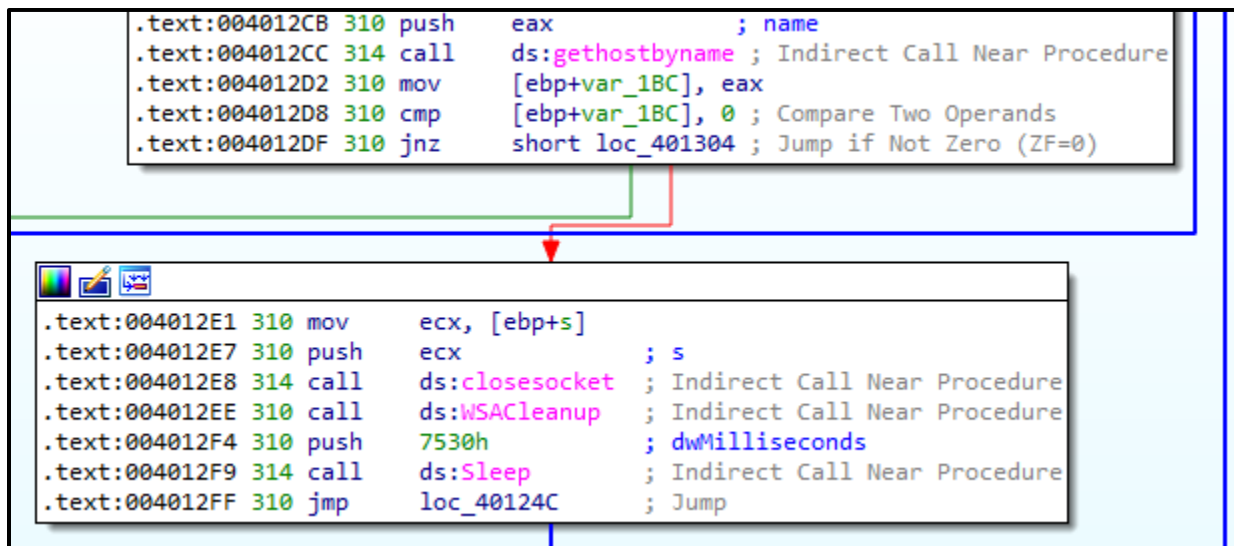 .text:004012CB 310 push eax ; name
.text:004012CC 314 call ds:gethostbyname ; Indirect Call Near Procedure
.text:004012D2 310 mov [ebp+var_1BC], eax
.text:004012D8 310 cmp [ebp+var_1BC], 0 ; Compare Two Operands
.text:004012DF 310 jnz short loc_401304 ; Jump if Not Zero (ZF=0)
.text:004012E1 310 mov ecx, [ebp+s]
.text:004012E7 310 push ecx ; s
.text:004012E8 314 call ds:closesocket ; Indirect Call Near Procedure
.text:004012EE 310 call ds:WSACleanup ; Indirect Call Near Procedure
.text:004012F4 310 push 7530h ; dwMilliseconds
.text:004012F9 314 call ds:Sleep ; Indirect Call Near Procedure
.text:004012FF 310 jmp loc_40124C ; Jump